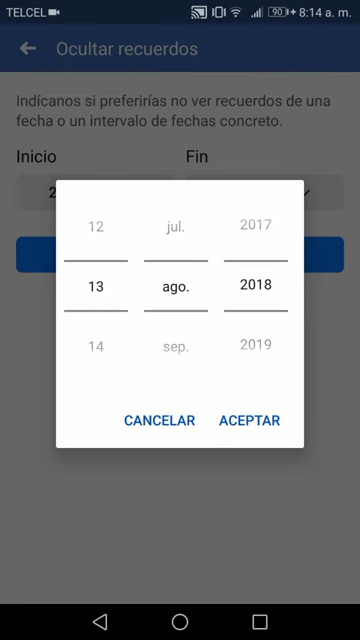 TELCEL 90 8:14 a. m.
Ocultar recuerdos
Indícanos si preferirías no ver recuerdos de una
fecha o un intervalo de fechas concreto.
Inicio Fin
2
12 jul. 2017
13 ago. 2018
14 sep. 2019
CANCELAR ACEPTAR